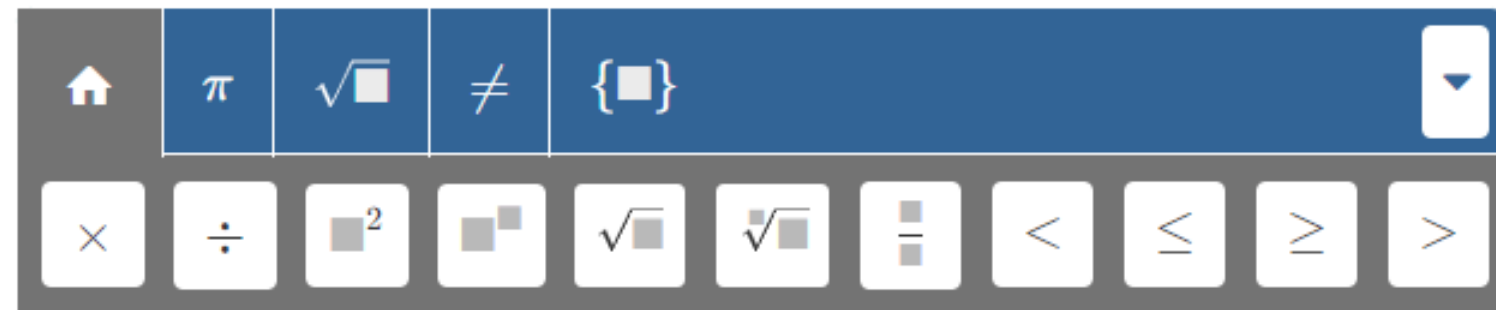 π √□ ≠ {□}
× ÷ □² □^□ √□ ∜□ □/□ < ≤ ≥ >